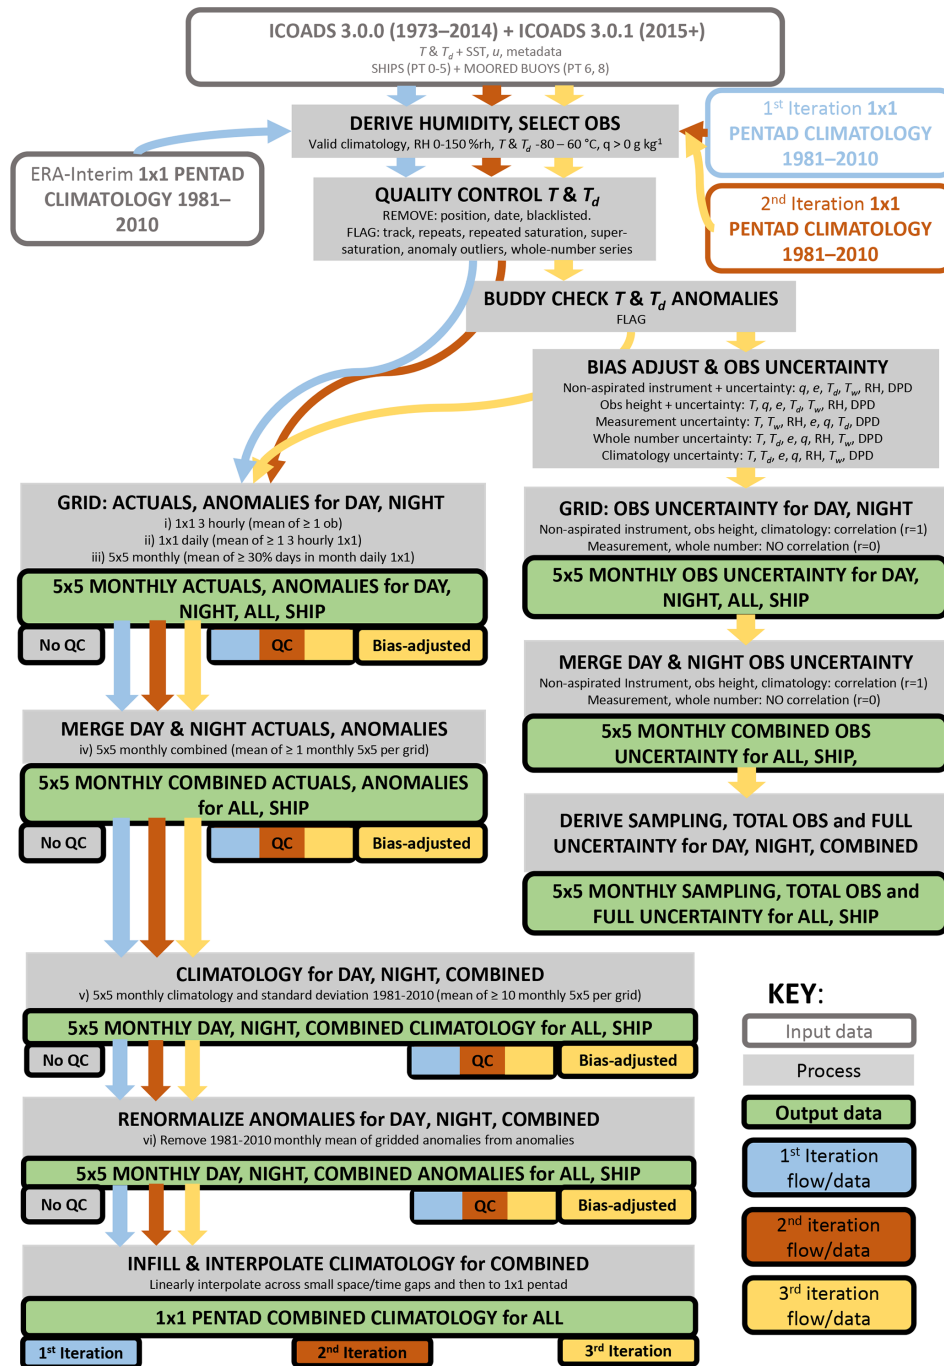 ICOADS 3.0.0 (1973–2014) + ICOADS 3.0.1 (2015+)
T & Td + SST, u, metadata
SHIPS (PT 0-5) + MOORED BUOYS (PT 6, 8)
DERIVE HUMIDITY, SELECT OBS
Valid climatology, RH 0-150 %rh, T & Td -80 – 60 °C, q > 0 g kg-1
1st Iteration 1x1
PENTAD CLIMATOLOGY
1981–2010
ERA-Interim 1x1 PENTAD
CLIMATOLOGY 1981–
2010
QUALITY CONTROL T & Td
REMOVE: position, date, blacklisted.
FLAG: track, repeats, repeated saturation, super-
saturation, anomaly outliers, whole-number series
2nd Iteration 1x1
PENTAD CLIMATOLOGY
1981–2010
BUDDY CHECK T & Td ANOMALIES
FLAG
BIAS ADJUST & OBS UNCERTAINTY
Non-aspirated instrument + uncertainty: q, e, Td, Tw, RH, DPD
Obs height + uncertainty: T, q, e, Td, Tw, RH, DPD
Measurement uncertainty: T, Tw, RH, e, q, Td, DPD
Whole number uncertainty: T, Td, e, q, RH, Tw, DPD
Climatology uncertainty: T, Td, e, q, RH, Tw, DPD
GRID: ACTUALS, ANOMALIES for DAY, NIGHT
i) 1x1 3 hourly (mean of ≥ 1 ob)
ii) 1x1 daily (mean of ≥ 1 3 hourly 1x1)
iii) 5x5 monthly (mean of ≥ 30% days in month daily 1x1)
5x5 MONTHLY ACTUALS, ANOMALIES for DAY,
NIGHT, ALL, SHIP
No QC
QC
Bias-adjusted
GRID: OBS UNCERTAINTY for DAY, NIGHT
Non-aspirated instrument, obs height, climatology: correlation (r=1)
Measurement, whole number: NO correlation (r=0)
5x5 MONTHLY OBS UNCERTAINTY for DAY,
NIGHT, ALL, SHIP
MERGE DAY & NIGHT OBS UNCERTAINTY
Non-aspirated Instrument, obs height, climatology: correlation (r=1)
Measurement, whole number: NO correlation (r=0)
5x5 MONTHLY COMBINED OBS
UNCERTAINTY for ALL, SHIP,
MERGE DAY & NIGHT ACTUALS, ANOMALIES
iv) 5x5 monthly combined (mean of ≥ 1 monthly 5x5 per grid)
5x5 MONTHLY COMBINED ACTUALS, ANOMALIES
for ALL, SHIP
No QC
QC
Bias-adjusted
DERIVE SAMPLING, TOTAL OBS and FULL
UNCERTAINTY for DAY, NIGHT, COMBINED
5x5 MONTHLY SAMPLING, TOTAL OBS and
FULL UNCERTAINTY for ALL, SHIP
CLIMATOLOGY for DAY, NIGHT, COMBINED
v) 5x5 monthly climatology and standard deviation 1981-2010 (mean of ≥ 10 monthly 5x5 per grid)
5x5 MONTHLY DAY, NIGHT, COMBINED CLIMATOLOGY for ALL, SHIP
No QC
QC
Bias-adjusted
RENORMALIZE ANOMALIES for DAY, NIGHT, COMBINED
vi) Remove 1981-2010 monthly mean of gridded anomalies from anomalies
5x5 MONTHLY DAY, NIGHT, COMBINED ANOMALIES for ALL, SHIP
No QC
QC
Bias-adjusted
INFILL & INTERPOLATE CLIMATOLOGY for COMBINED
Linearly interpolate across small space/time gaps and then to 1x1 pentad
1x1 PENTAD COMBINED CLIMATOLOGY for ALL
1st Iteration
2nd Iteration
3rd Iteration
KEY:
Input data
Process
Output data
1st Iteration
flow/data
2nd iteration
flow/data
3rd iteration
flow/data